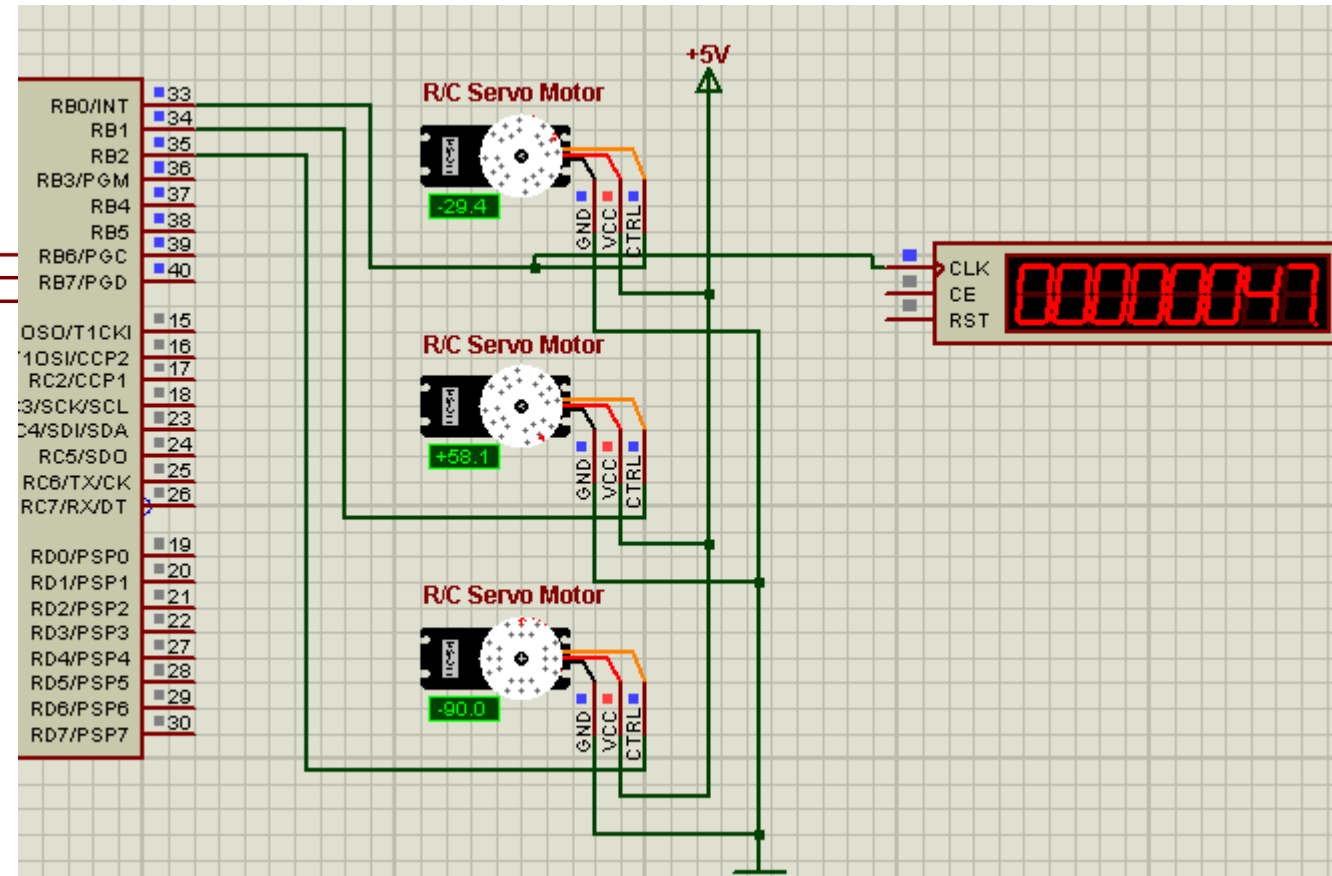 +5V
R/C Servo Motor
-29.4
GND
VCC
CTRL
R/C Servo Motor
+58.1
GND
VCC
CTRL
R/C Servo Motor
-90.0
GND
VCC
CTRL
RB0/INT 33
RB1 34
RB2 35
RB3/PGM 36
RB4 37
RB5 38
RB6/PGC 39
RB7/PGD 40
OSO/T1CKI 15
T1OSI/CCP2 16
RC2/CCP1 17
3/SCK/SCL 18
C4/SDI/SDA 23
RC5/SDO 24
RC6/TX/CK 25
RC7/RX/DT 26
RD0/PSP0 19
RD1/PSP1 20
RD2/PSP2 21
RD3/PSP3 22
RD4/PSP4 27
RD5/PSP5 28
RD6/PSP6 29
RD7/PSP7 30
CLK
CE
RST
00000047